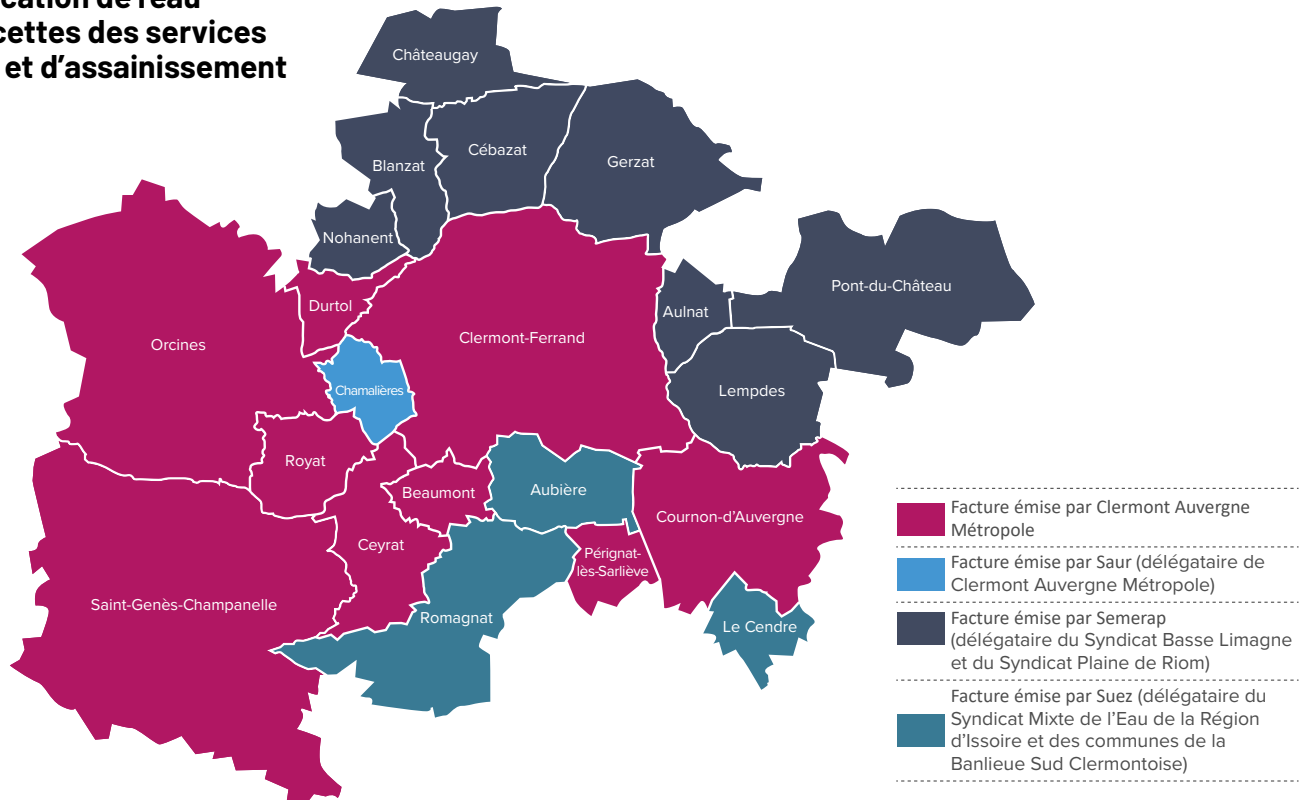 de l'eau
des services
et d'assainissement
Châteaugay
Cébazat
Gerzat
Blanzat
Nohanent
Pont-du-Château
Durtol
Aulnat
Clermont-Ferrand
Orcines
Chamalières
Lempdes
Royat
Beaumont
Aubière
Cournon-d'Auvergne
Ceyrat
Pérignat-
lès-Sarliève
Saint-Genès-Champanelle
Romagnat
Le Cendre
Facture émise par Clermont Auvergne
Métropole
Facture émise par Saur (délégataire de
Clermont Auvergne Métropole)
Facture émise par Semerap
(délégataire du Syndicat Basse Limagne
et du Syndicat Plaine de Riom)
Facture émise par Suez (délégataire du
Syndicat Mixte de l'Eau de la Région
d'Issoire et des communes de la
Banlieue Sud Clermontoise)